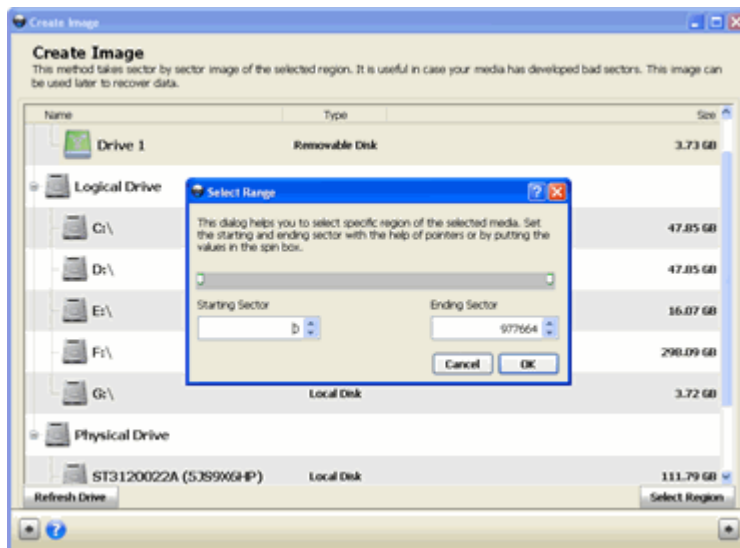 Create Image
Create Image
This method takes sector by sector image of the selected region. It is useful in case your media has developed bad sectors. This image can
be used later to recover data.
Name Type Size
Drive 1 Removable Disk 3.73 GB
Logical Drive
Select Range
This dialog helps you to select specific region of the selected media. Set
the starting and ending sector with the help of pointers or by putting the
values in the spin box.
Starting Sector Ending Sector
0 977664
Cancel OK
C:\ 47.85 GB
D:\ 47.85 GB
E:\ 16.07 GB
F:\ 298.09 GB
G:\ Local Disk 3.72 GB
Physical Drive
ST3120022A (5JS9X6HP) Local Disk 111.79 GB
Refresh Drive Select Region